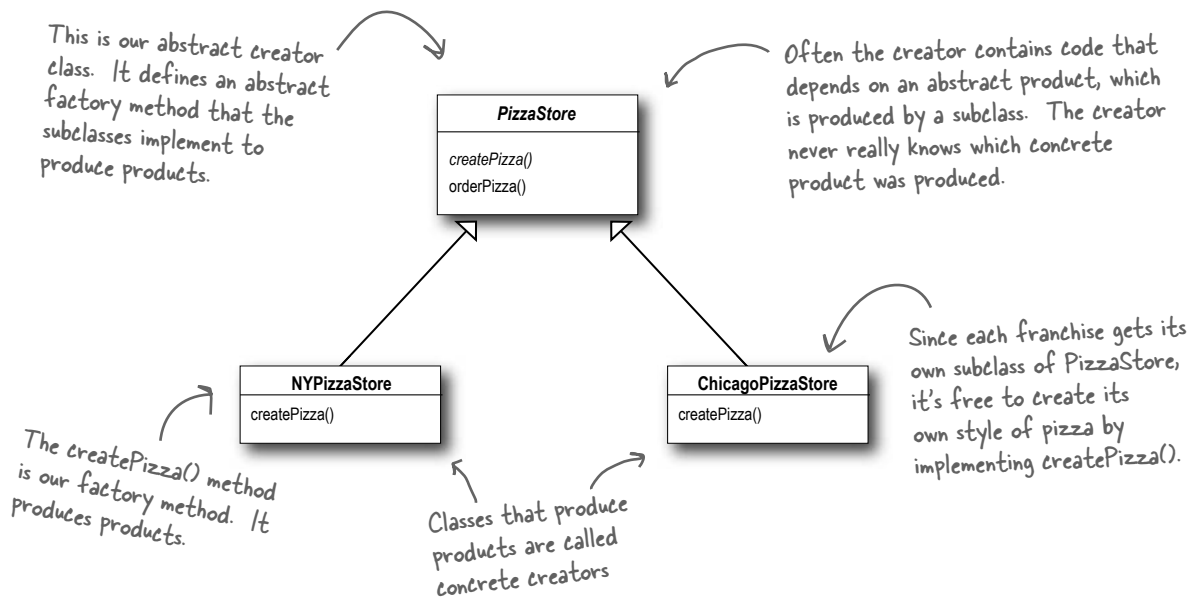 This is our abstract creator
class. It defines an abstract
factory method that the
subclasses implement to
produce products.
Often the creator contains code that
depends on an abstract product, which
is produced by a subclass. The creator
never really knows which concrete
product was produced.
PizzaStore
createPizza()
orderPizza()
NYPizzaStore
createPizza()
ChicagoPizzaStore
createPizza()
Since each franchise gets its
own subclass of PizzaStore,
it's free to create its
own style of pizza by
implementing createPizza().
The createPizza() method
is our factory method. It
produces products.
Classes that produce
products are called
concrete creators